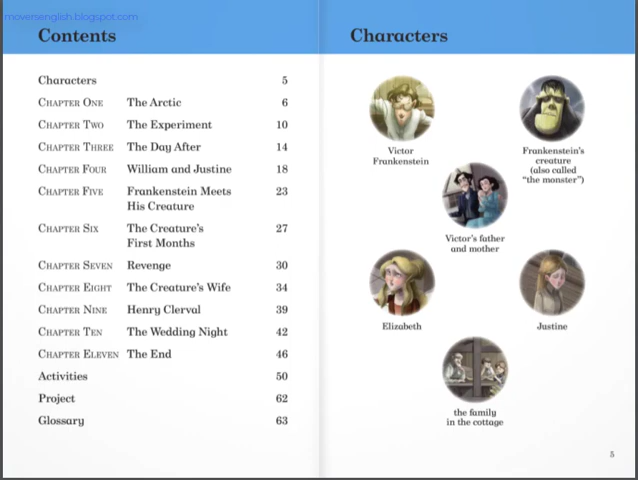 moversenglish.blogspot.com
Contents
Characters 5
CHAPTER ONE The Arctic 6
CHAPTER TWO The Experiment 10
CHAPTER THREE The Day After 14
CHAPTER FOUR William and Justine 18
CHAPTER FIVE Frankenstein Meets 23
His Creature
CHAPTER SIX The Creature's 27
First Months
CHAPTER SEVEN Revenge 30
CHAPTER EIGHT The Creature's Wife 34
CHAPTER NINE Henry Clerval 39
CHAPTER TEN The Wedding Night 42
CHAPTER ELEVEN The End 46
Activities 50
Project 62
Glossary 63
Characters
Victor
Frankenstein
Frankenstein's
creature
(also called
"the monster")
Victor's father
and mother
Elizabeth
Justine
the family
in the cottage
5